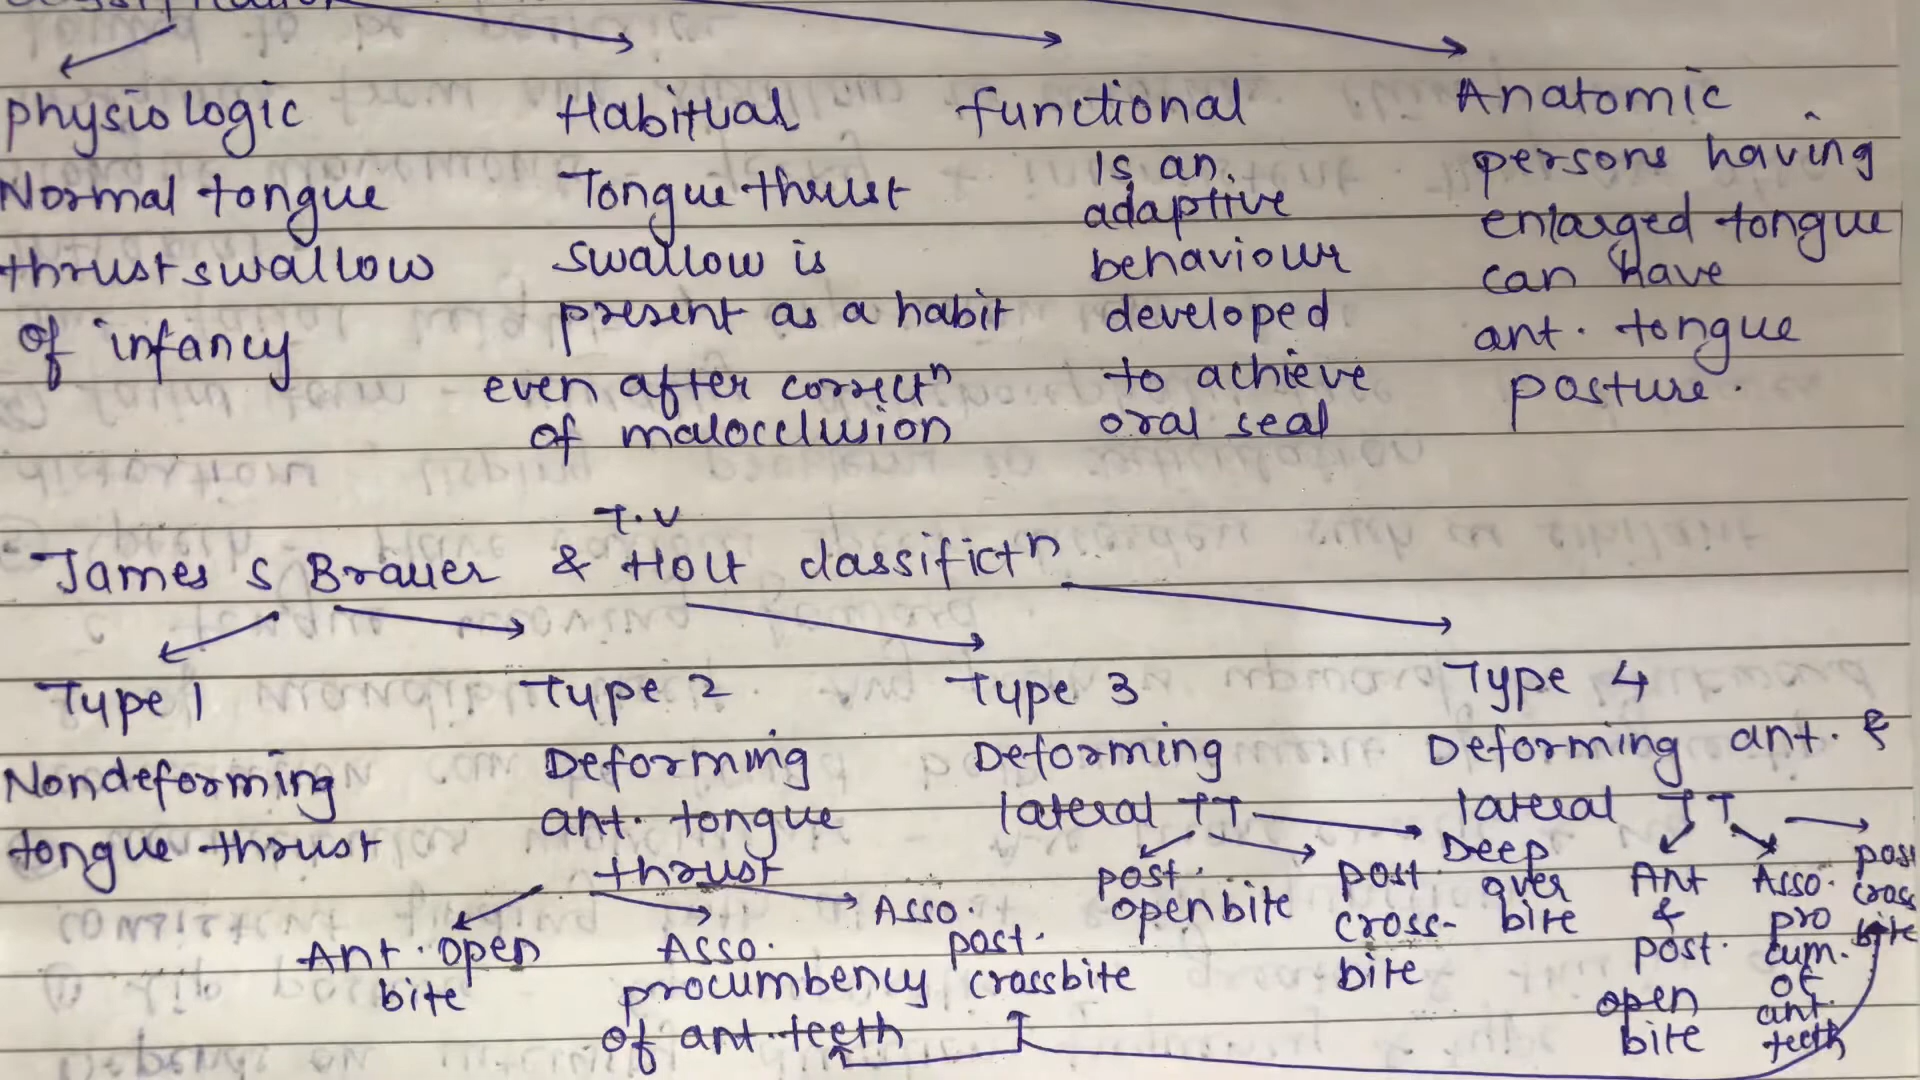 physiologic
Normal tongue
thrust swallow
of infancy
Habitual
Tongue thrust
swallow is
present as a habit
even after correctⁿ
of malocclusion
functional
Is an
adaptive
behaviour
developed
to achieve
oral seal
Anatomic
persons having
enlarged tongue
can have
ant. tongue
posture.
T.V
James S Brauer & Holt classifictⁿ
Type 1
Nondeforming
tongue thrust
Type 2
Deforming
ant. tongue
thrust
Ant. open
bite
Asso.
procumbency
of ant. teeth
Asso.
post.
crossbite
Type 3
Deforming
lateral TT
post.
openbite
post
cross-
bite
Deep
over
bite
Type 4
Deforming ant. &
lateral TT
Ant
&
post.
open
bite
Asso.
pro
cum.
of
ant.
teeth
post
cross
bite